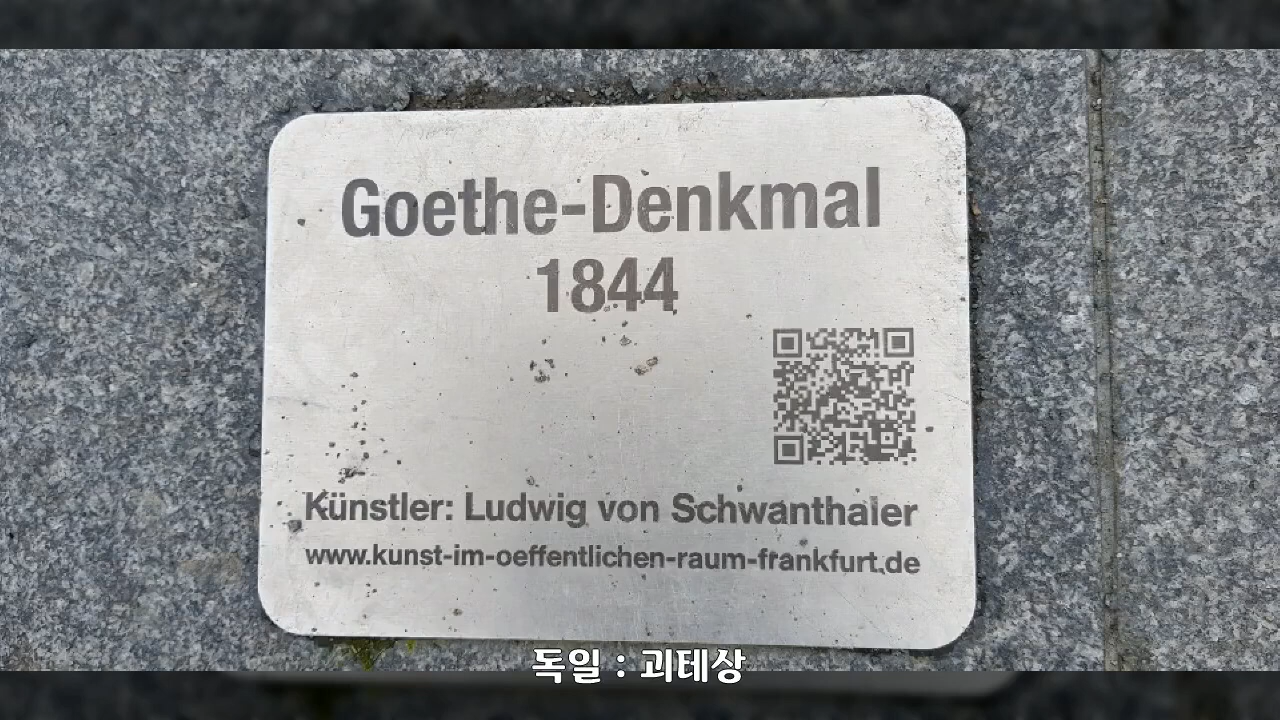 Goethe-Denkmal
1844
Künstler: Ludwig von Schwanthaler
www.kunst-im-oeffentlichen-raum-frankfurt.de
독일 : 괴테상